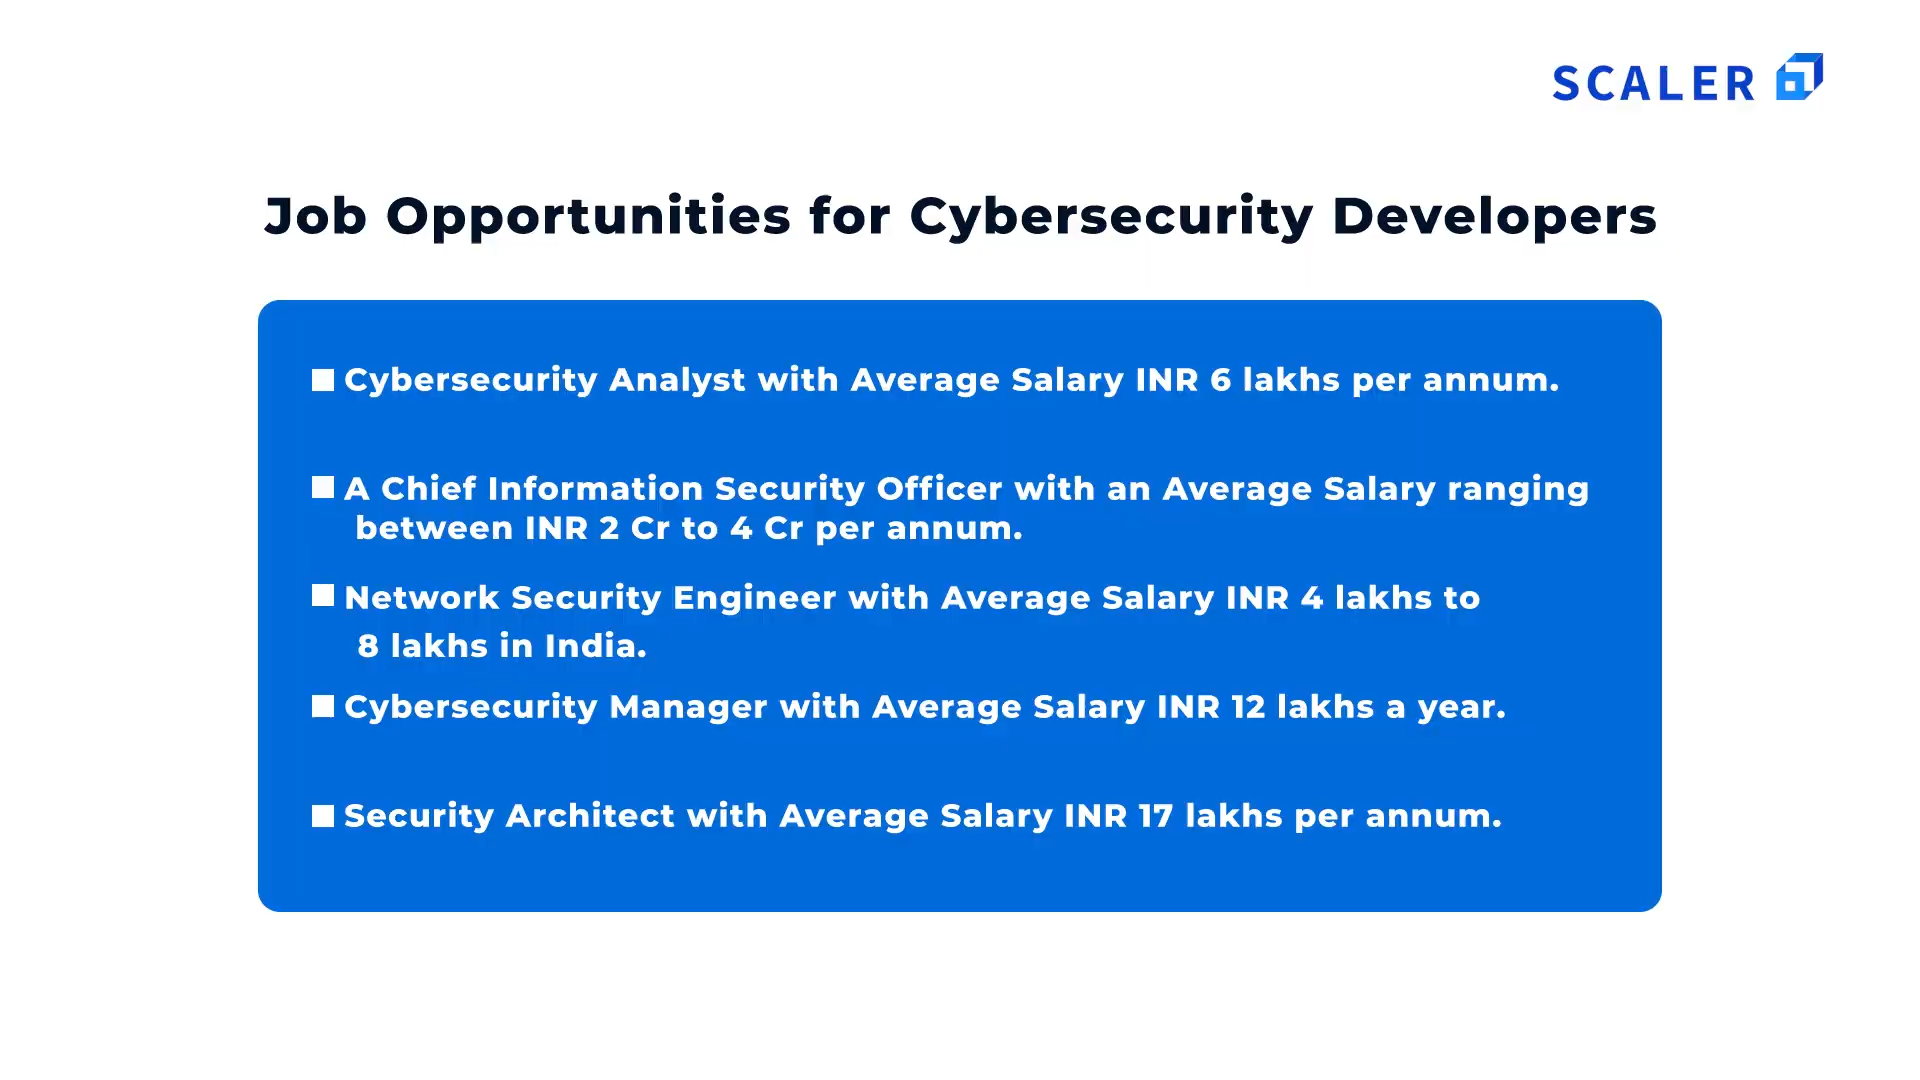 SCALER
Job Opportunities for Cybersecurity Developers
Cybersecurity Analyst with Average Salary INR 6 lakhs per annum.
A Chief Information Security Officer with an Average Salary ranging
between INR 2 Cr to 4 Cr per annum.
Network Security Engineer with Average Salary INR 4 lakhs to
8 lakhs in India.
Cybersecurity Manager with Average Salary INR 12 lakhs a year.
Security Architect with Average Salary INR 17 lakhs per annum.